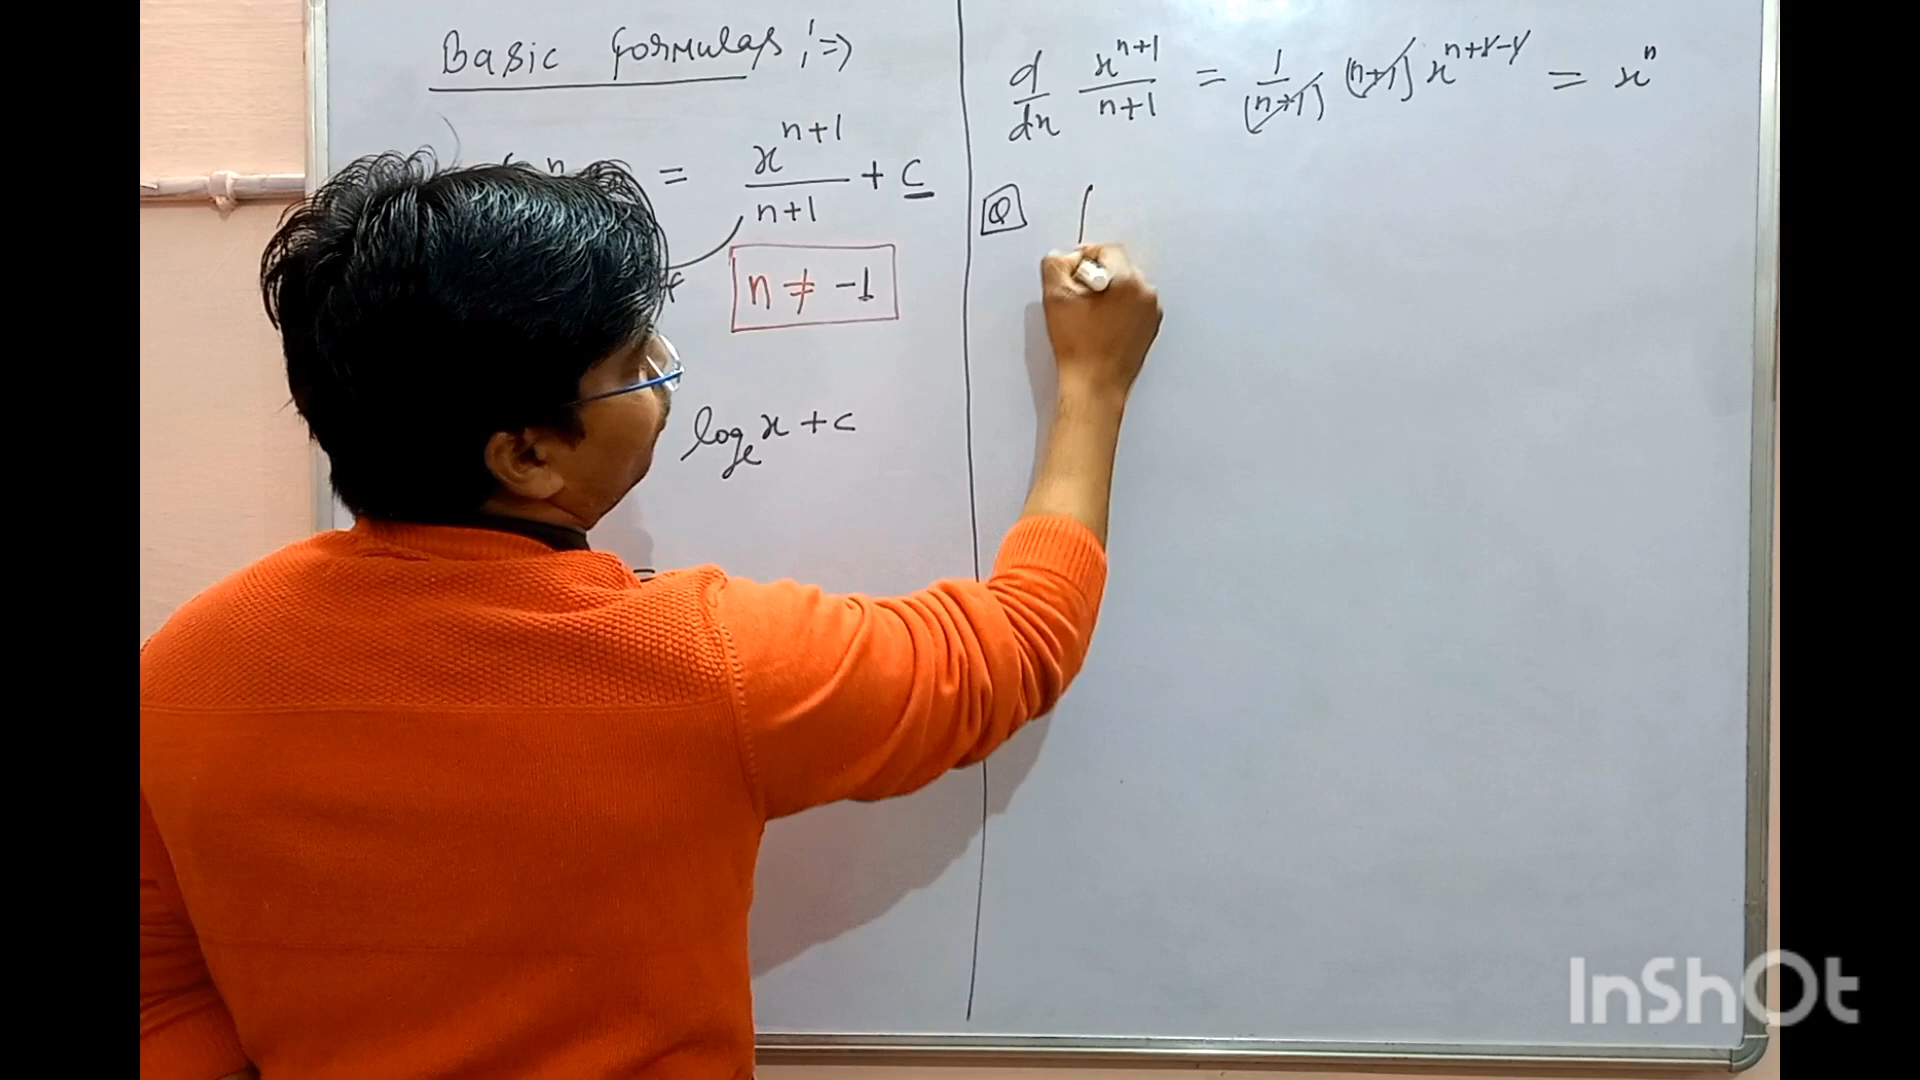 Basic formulas :⇒
n = x^{n+1}/n+1 + c
f n ≠ -1
log_e x + c
d/dx x^{n+1}/n+1 = 1/(n+1) (n+1) x^{n+1-1} = x^n
Q ∫
InShOt